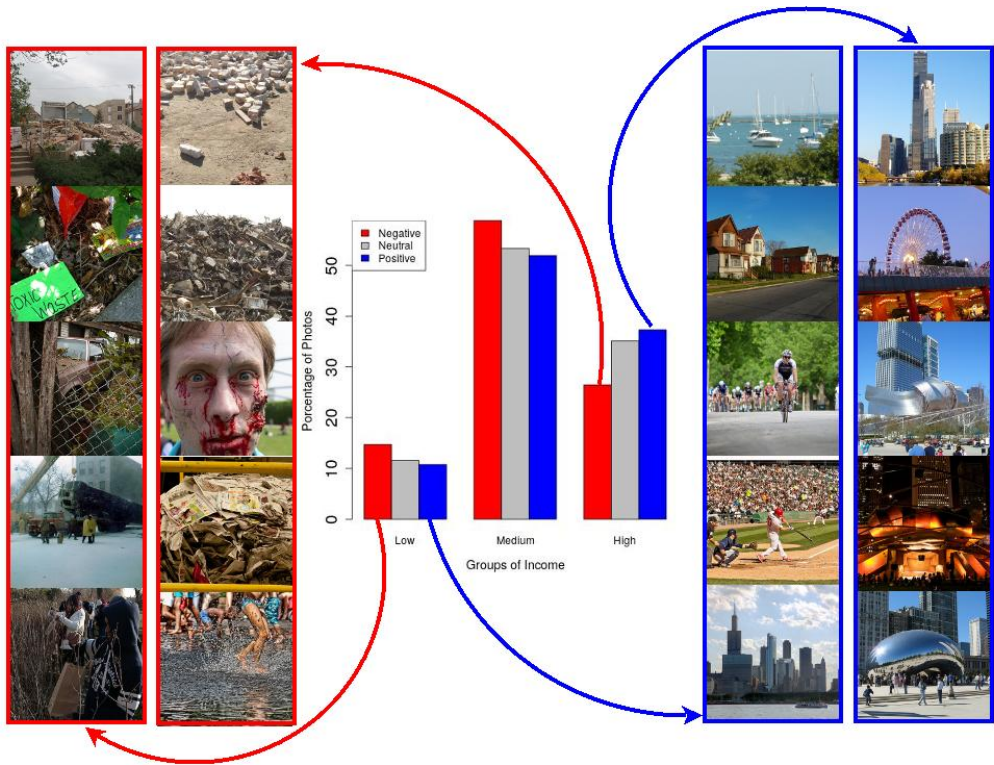 Negative
Neutral
Positive
Porcentage of Photos
0
10
20
30
40
50
Low
Medium
High
Groups of Income
TOXIC
WASTE